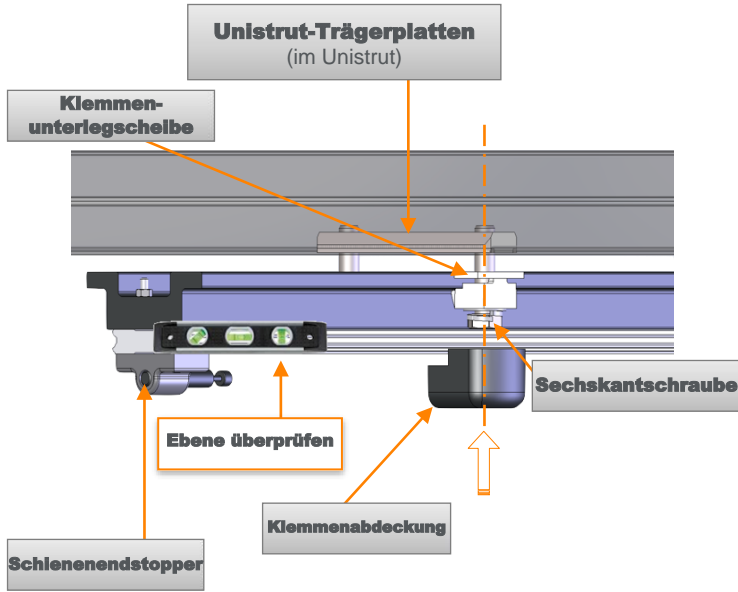 Unistrut-Trägerplatten
(im Unistrut)
Klemmen-
unterlegscheibe
Sechskantschraube
Ebene überprüfen
Klemmenabdeckung
Schienenendstopper